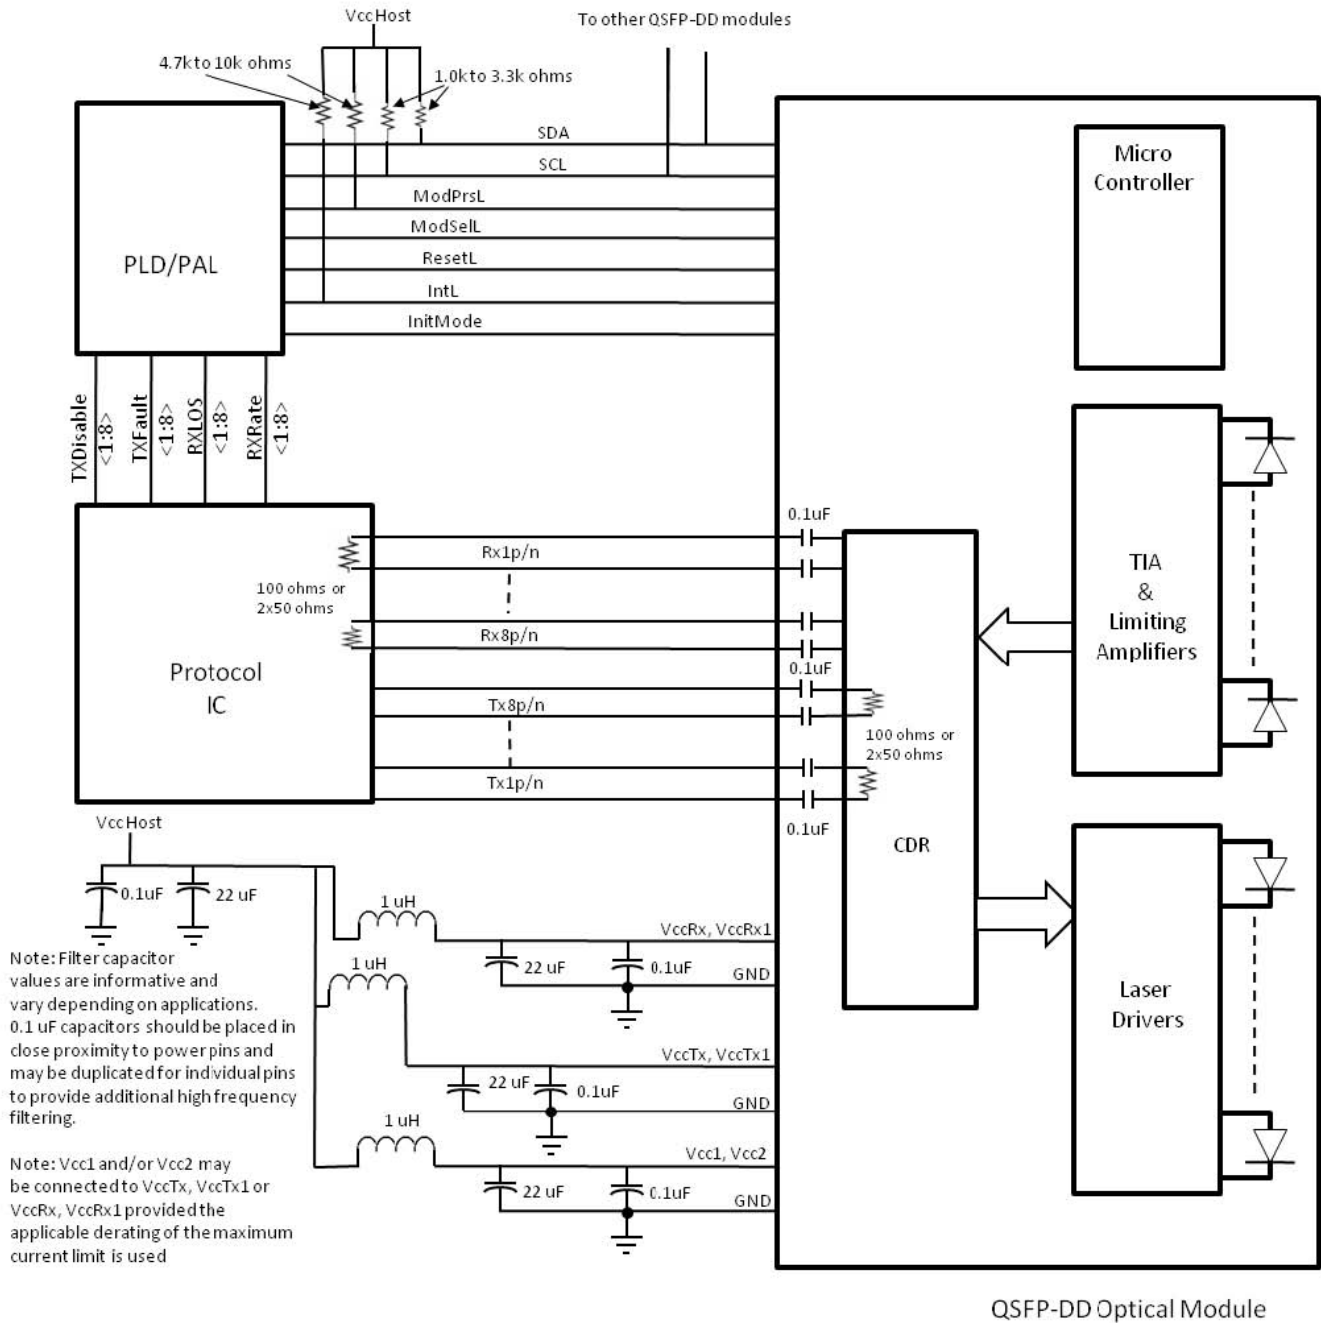 Vcc Host
To other QSFP-DD modules
4.7k to 10k ohms
1.0k to 3.3k ohms
SDA
SCL
ModPrsL
ModSelL
ResetL
IntL
InitMode
PLD/PAL
Micro
Controller
TXDisable
<1:8>
TXFault
<1:8>
RXLOS
<1:8>
RXRate
<1:8>
0.1uF
Rx1p/n
100 ohms or
2x50 ohms
Rx8p/n
0.1uF
Protocol
IC
Tx8p/n
100 ohms or
2x50 ohms
Tx1p/n
0.1uF
CDR
TIA
&
Limiting
Amplifiers
Vcc Host
0.1uF
22 uF
1 uH
VccRx, VccRx1
22 uF
0.1uF
GND
1 uH
VccTx, VccTx1
22 uF
0.1uF
GND
1 uH
Vcc1, Vcc2
22 uF
0.1uF
GND
Laser
Drivers
Note: Filter capacitor
values are informative and
vary depending on applications.
0.1 uF capacitors should be placed in
close proximity to power pins and
may be duplicated for individual pins
to provide additional high frequency
filtering.
Note: Vcc1 and/or Vcc2 may
be connected to VccTx, VccTx1 or
VccRx, VccRx1 provided the
applicable derating of the maximum
current limit is used
QSFP-DD Optical Module